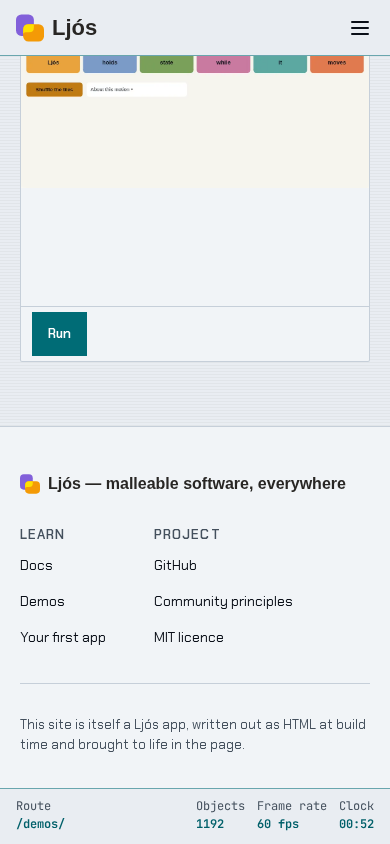 Ljós
Ljós holds state while it moves
Shuffle the tiles About this motion
Run
Ljós — malleable software, everywhere
LEARN PROJECT
Docs GitHub
Demos Community principles
Your first app MIT licence
This site is itself a Ljós app, written out as HTML at build
time and brought to life in the page.
Route Objects Frame rate Clock
/demos/ 1192 60 fps 00:52